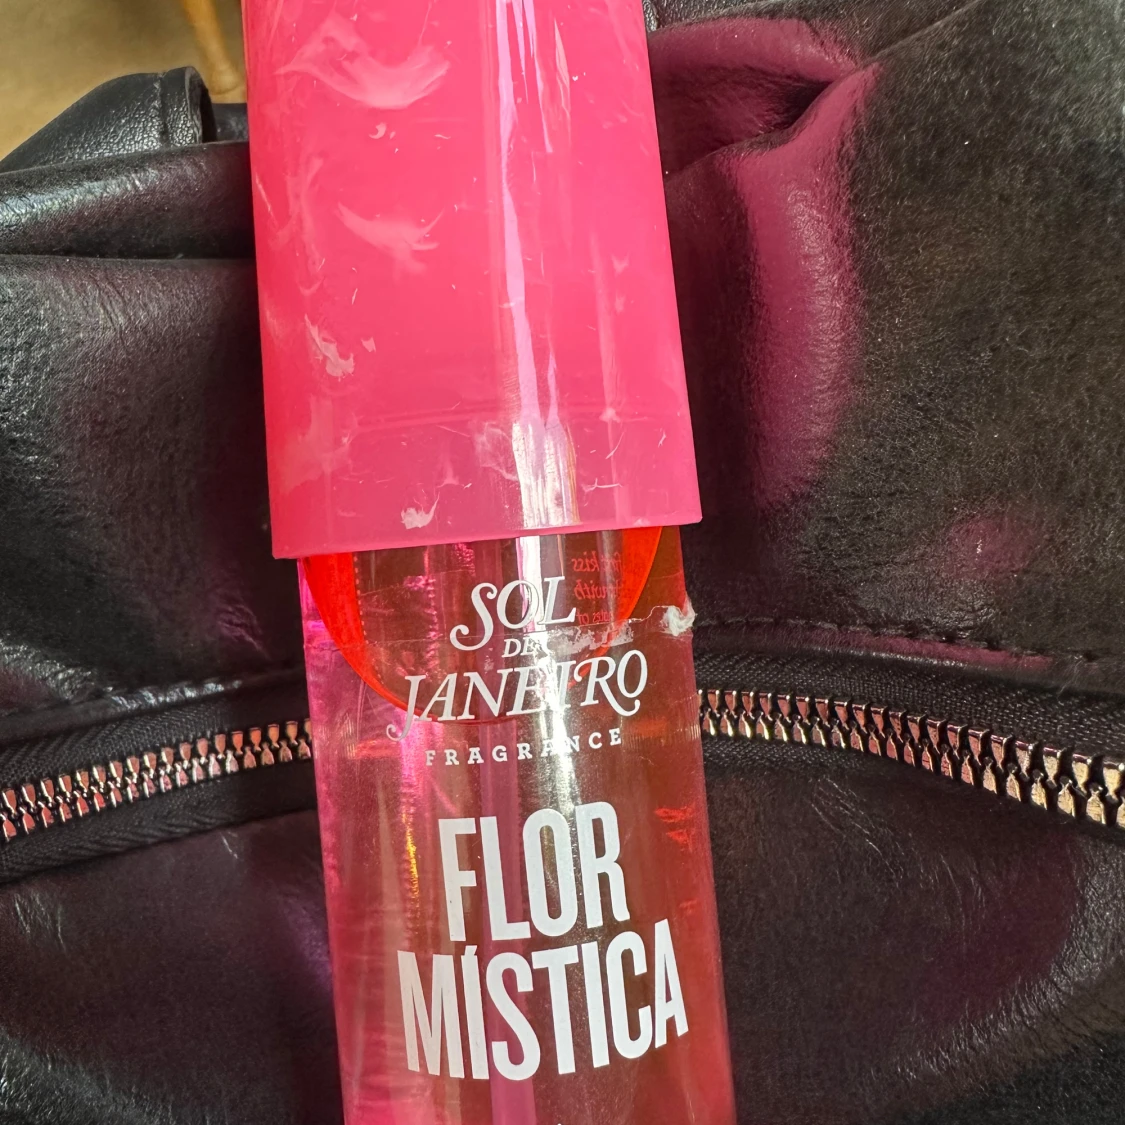 SOL
DE
JANEIRO
FRAGRANCE
FLOR
MÍSTICA